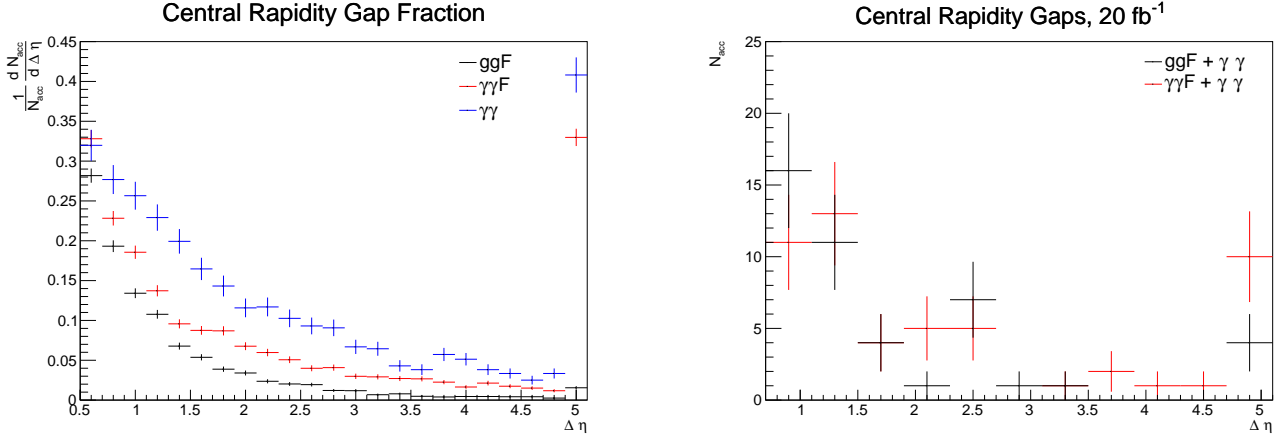 Central Rapidity Gap Fraction
1/N_acc d N_acc/d Δ η
0.45
0.4
0.35
0.3
0.25
0.2
0.15
0.1
0.05
0
ggF
γγF
γγ
0.5 1 1.5 2 2.5 3 3.5 4 4.5 5
Δ η
Central Rapidity Gaps, 20 fb⁻¹
N_acc
25
20
15
10
5
0
ggF + γ γ
γγF + γ γ
1 1.5 2 2.5 3 3.5 4 4.5 5
Δ η